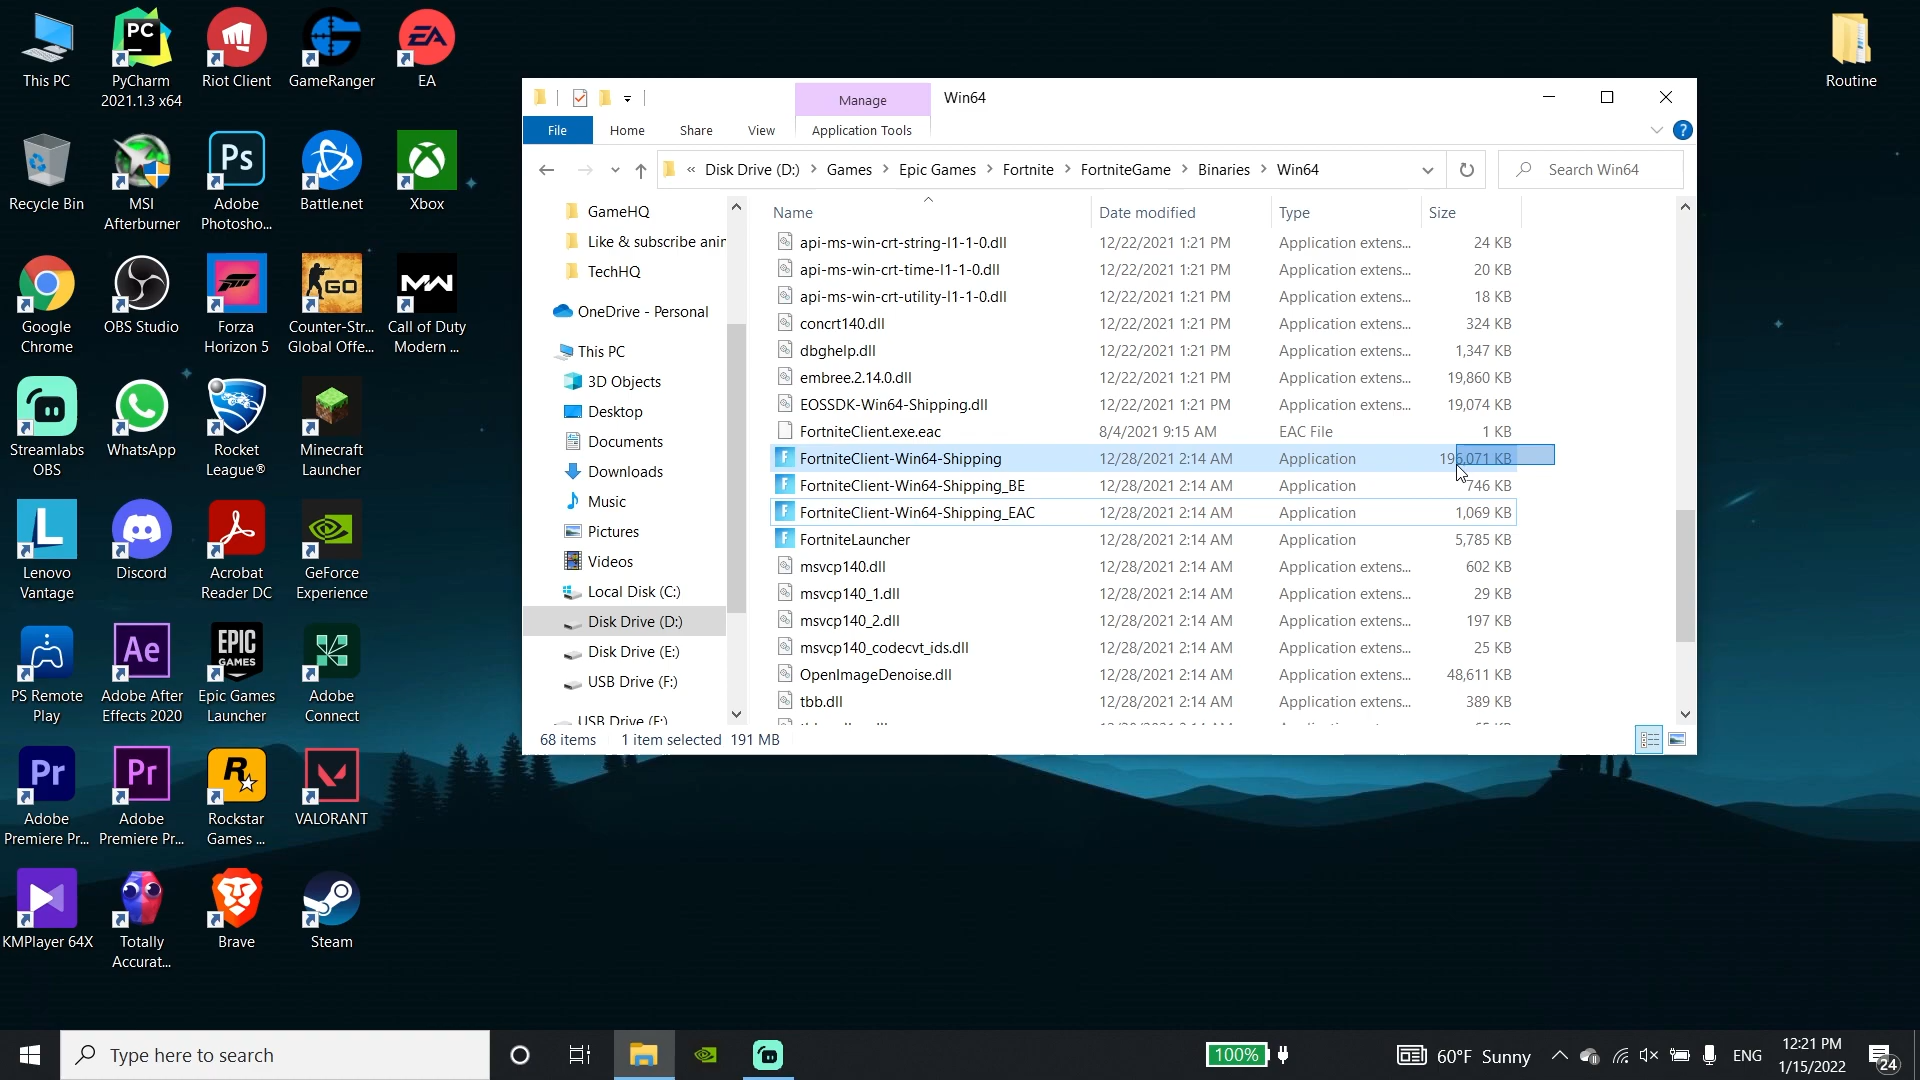 This PC
PC
PyCharm
2021.1.3 x64
Riot Client
GameRanger
EA
EA
Routine
Recycle Bin
MSI
Afterburner
Ps
Adobe
Photosho...
Battle.net
Xbox
Google
Chrome
OBS Studio
Forza
Horizon 5
GO
Counter-Str...
Global Offe...
MW
Call of Duty
Modern ...
Streamlabs
OBS
WhatsApp
Rocket
League®
Minecraft
Launcher
L
Lenovo
Vantage
Discord
Acrobat
Reader DC
GeForce
Experience
PS Remote
Play
Ae
Adobe After
Effects 2020
EPIC
GAMES
Epic Games
Launcher
Adobe
Connect
Pr
Adobe
Premiere Pr...
Pr
Adobe
Premiere Pr...
R
Rockstar
Games ...
VALORANT
KMPlayer 64X
Totally
Accurat...
Brave
Steam
Manage
Win64
File
Home
Share
View
Application Tools
?
« Disk Drive (D:) > Games > Epic Games > Fortnite > FortniteGame > Binaries > Win64
Search Win64
GameHQ
Like & subscribe anir
TechHQ
OneDrive - Personal
This PC
3D Objects
Desktop
Documents
Downloads
Music
Pictures
Videos
Local Disk (C:)
Disk Drive (D:)
Disk Drive (E:)
USB Drive (F:)
USB Drive (F:)
Name Date modified Type Size
api-ms-win-crt-string-l1-1-0.dll 12/22/2021 1:21 PM Application extens... 24 KB
api-ms-win-crt-time-l1-1-0.dll 12/22/2021 1:21 PM Application extens... 20 KB
api-ms-win-crt-utility-l1-1-0.dll 12/22/2021 1:21 PM Application extens... 18 KB
concrt140.dll 12/22/2021 1:21 PM Application extens... 324 KB
dbghelp.dll 12/22/2021 1:21 PM Application extens... 1,347 KB
embree.2.14.0.dll 12/22/2021 1:21 PM Application extens... 19,860 KB
EOSSDK-Win64-Shipping.dll 12/22/2021 1:21 PM Application extens... 19,074 KB
FortniteClient.exe.eac 8/4/2021 9:15 AM EAC File 1 KB
FortniteClient-Win64-Shipping 12/28/2021 2:14 AM Application 196,071 KB
FortniteClient-Win64-Shipping_BE 12/28/2021 2:14 AM Application 746 KB
FortniteClient-Win64-Shipping_EAC 12/28/2021 2:14 AM Application 1,069 KB
FortniteLauncher 12/28/2021 2:14 AM Application 5,785 KB
msvcp140.dll 12/28/2021 2:14 AM Application extens... 602 KB
msvcp140_1.dll 12/28/2021 2:14 AM Application extens... 29 KB
msvcp140_2.dll 12/28/2021 2:14 AM Application extens... 197 KB
msvcp140_codecvt_ids.dll 12/28/2021 2:14 AM Application extens... 25 KB
OpenImageDenoise.dll 12/28/2021 2:14 AM Application extens... 48,611 KB
tbb.dll 12/28/2021 2:14 AM Application extens... 389 KB
68 items 1 item selected 191 MB
Type here to search
100%
60°F Sunny
ENG
12:21 PM
1/15/2022
24